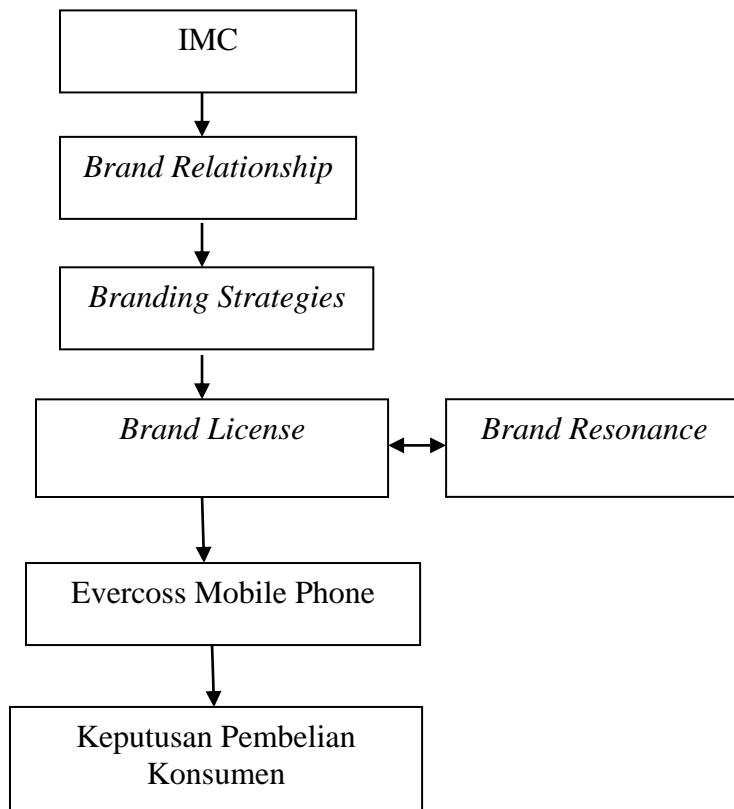 IMC
Brand Relationship
Branding Strategies
Brand License
Brand Resonance
Evercoss Mobile Phone
Keputusan Pembelian
Konsumen